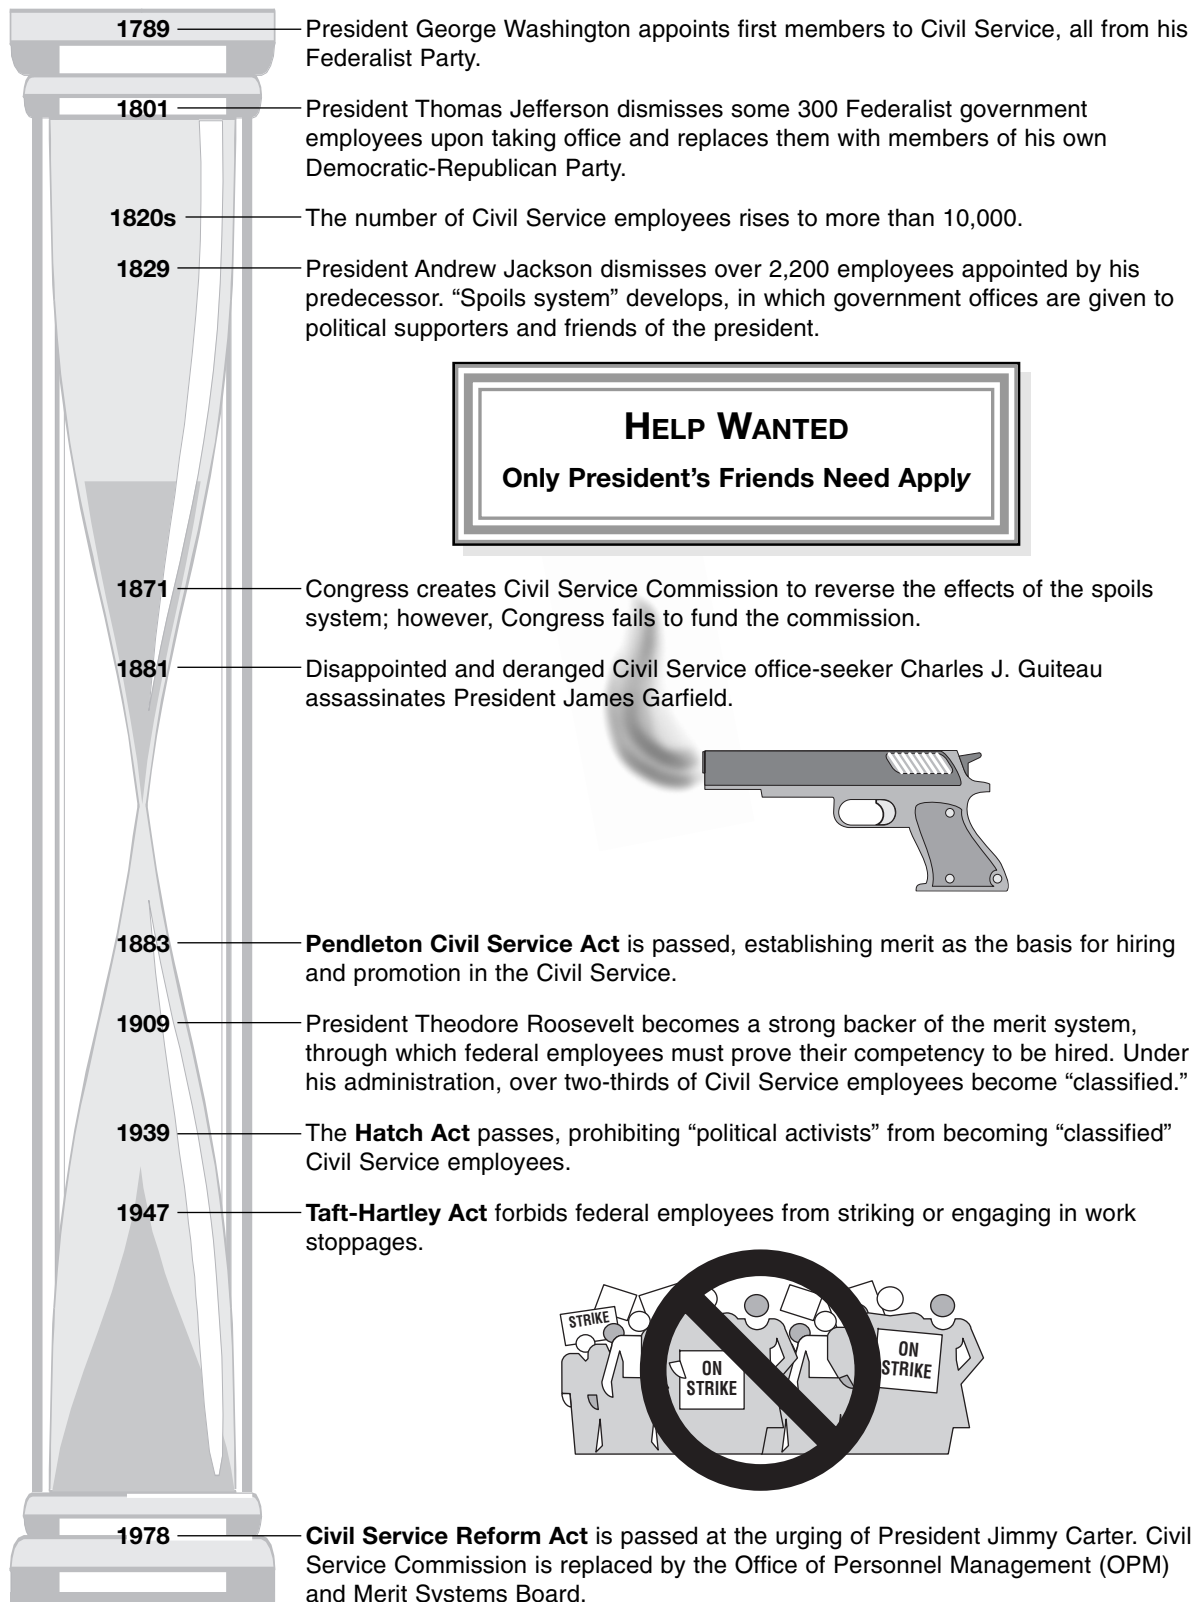 1789 President George Washington appoints first members to Civil Service, all from his
Federalist Party.
1801 President Thomas Jefferson dismisses some 300 Federalist government
employees upon taking office and replaces them with members of his own
Democratic-Republican Party.
1820s The number of Civil Service employees rises to more than 10,000.
1829 President Andrew Jackson dismisses over 2,200 employees appointed by his
predecessor. “Spoils system” develops, in which government offices are given to
political supporters and friends of the president.
HELP WANTED
Only President’s Friends Need Apply
1871 Congress creates Civil Service Commission to reverse the effects of the spoils
system; however, Congress fails to fund the commission.
1881 Disappointed and deranged Civil Service office-seeker Charles J. Guiteau
assassinates President James Garfield.
1883 Pendleton Civil Service Act is passed, establishing merit as the basis for hiring
and promotion in the Civil Service.
1909 President Theodore Roosevelt becomes a strong backer of the merit system,
through which federal employees must prove their competency to be hired. Under
his administration, over two-thirds of Civil Service employees become “classified.”
1939 The Hatch Act passes, prohibiting “political activists” from becoming “classified”
Civil Service employees.
1947 Taft-Hartley Act forbids federal employees from striking or engaging in work
stoppages.
STRIKE
ON
STRIKE
ON
STRIKE
1978 Civil Service Reform Act is passed at the urging of President Jimmy Carter. Civil
Service Commission is replaced by the Office of Personnel Management (OPM)
and Merit Systems Board.